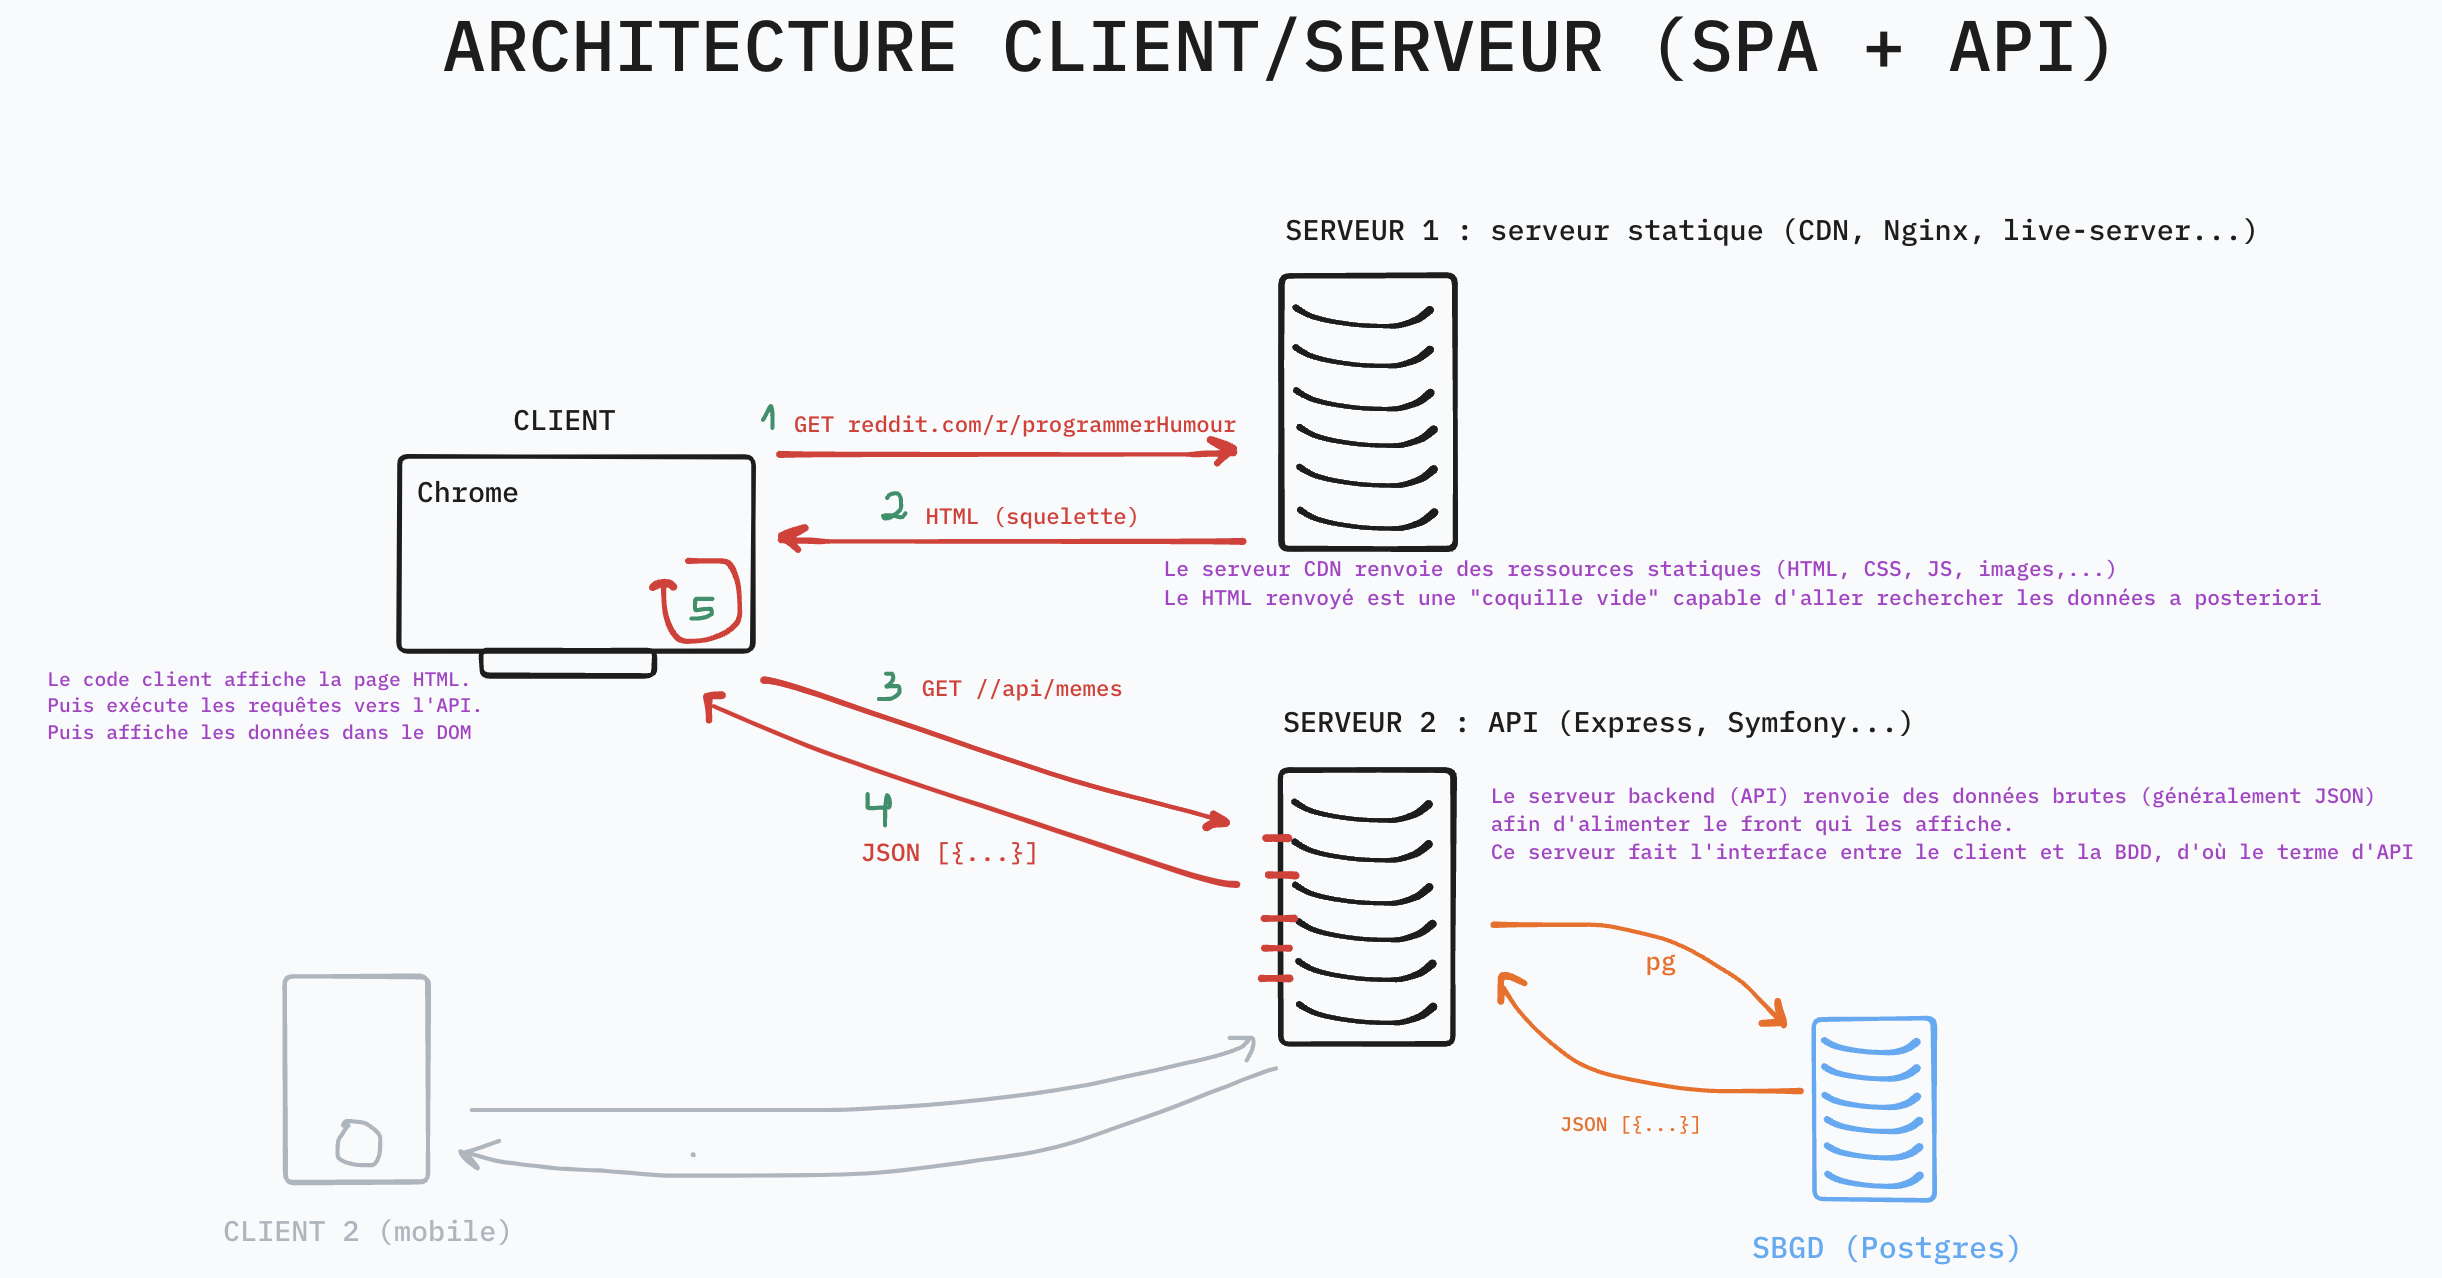 ARCHITECTURE CLIENT/SERVEUR (SPA + API)
SERVEUR 1 : serveur statique (CDN, Nginx, live-server...)
CLIENT
Chrome
1 GET reddit.com/r/programmerHumour
2 HTML (squelette)
5
Le serveur CDN renvoie des ressources statiques (HTML, CSS, JS, images,...)
Le HTML renvoyé est une "coquille vide" capable d'aller rechercher les données a posteriori
Le code client affiche la page HTML.
Puis exécute les requêtes vers l'API.
Puis affiche les données dans le DOM
3 GET //api/memes
4
JSON [{...}]
SERVEUR 2 : API (Express, Symfony...)
Le serveur backend (API) renvoie des données brutes (généralement JSON)
afin d'alimenter le front qui les affiche.
Ce serveur fait l'interface entre le client et la BDD, d'où le terme d'API
pg
JSON [{...}]
CLIENT 2 (mobile)
SBGD (Postgres)